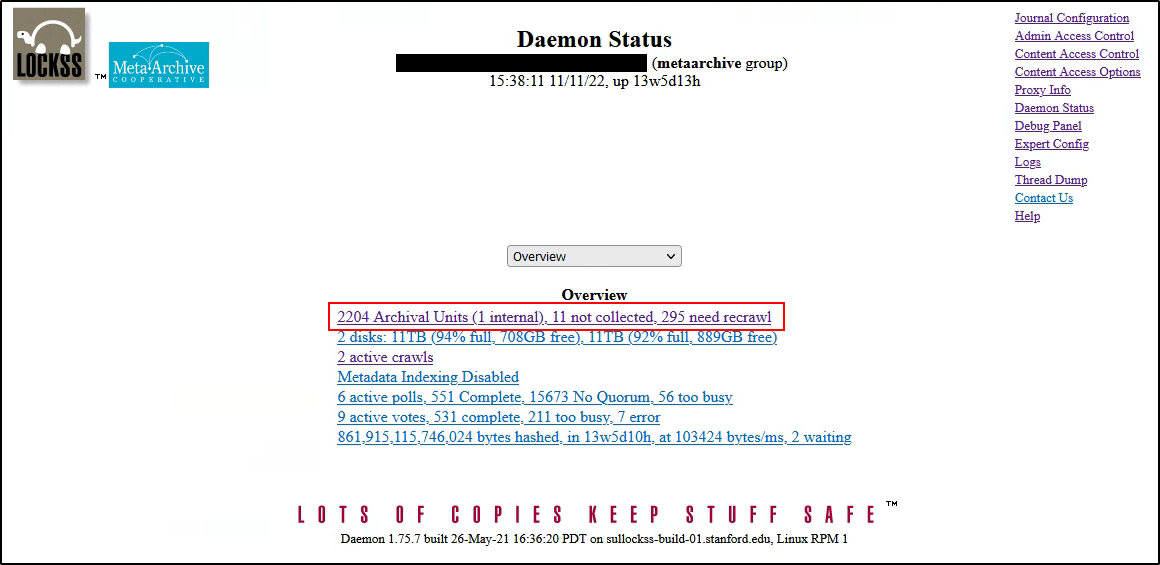 LOCKSS
TM
MetaArchive
COOPERATIVE
Daemon Status
(metaarchive group)
15:38:11 11/11/22, up 13w5d13h
Journal Configuration
Admin Access Control
Content Access Control
Content Access Options
Proxy Info
Daemon Status
Debug Panel
Expert Config
Logs
Thread Dump
Contact Us
Help
Overview
Overview
2204 Archival Units (1 internal), 11 not collected, 295 need recrawl
2 disks: 11TB (94% full, 708GB free), 11TB (92% full, 889GB free)
2 active crawls
Metadata Indexing Disabled
6 active polls, 551 Complete, 15673 No Quorum, 56 too busy
9 active votes, 531 complete, 211 too busy, 7 error
861,915,115,746,024 bytes hashed, in 13w5d10h, at 103424 bytes/ms, 2 waiting
LOTS OF COPIES KEEP STUFF SAFE TM
Daemon 1.75.7 built 26-May-21 16:36:20 PDT on sullockss-build-01.stanford.edu, Linux RPM 1